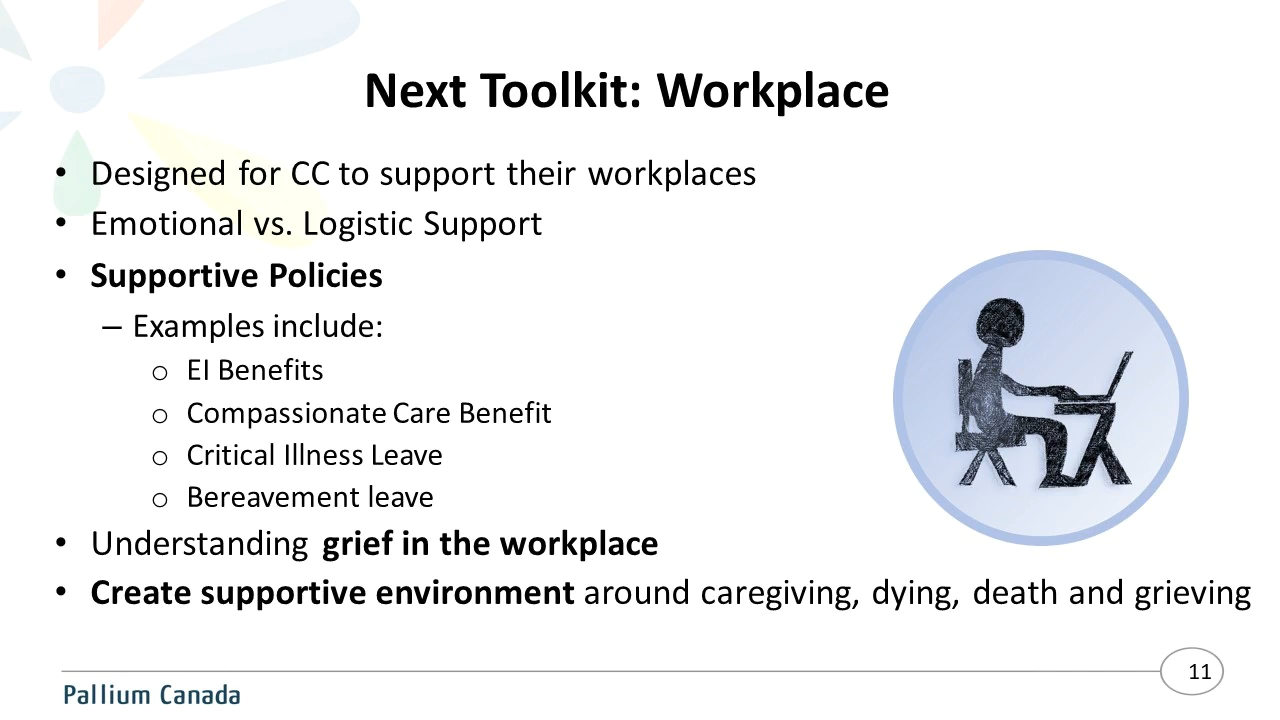 Next Toolkit: Workplace
• Designed for CC to support their workplaces
• Emotional vs. Logistic Support
• Supportive Policies
– Examples include:
o EI Benefits
o Compassionate Care Benefit
o Critical Illness Leave
o Bereavement leave
• Understanding grief in the workplace
• Create supportive environment around caregiving, dying, death and grieving
11
Pallium Canada